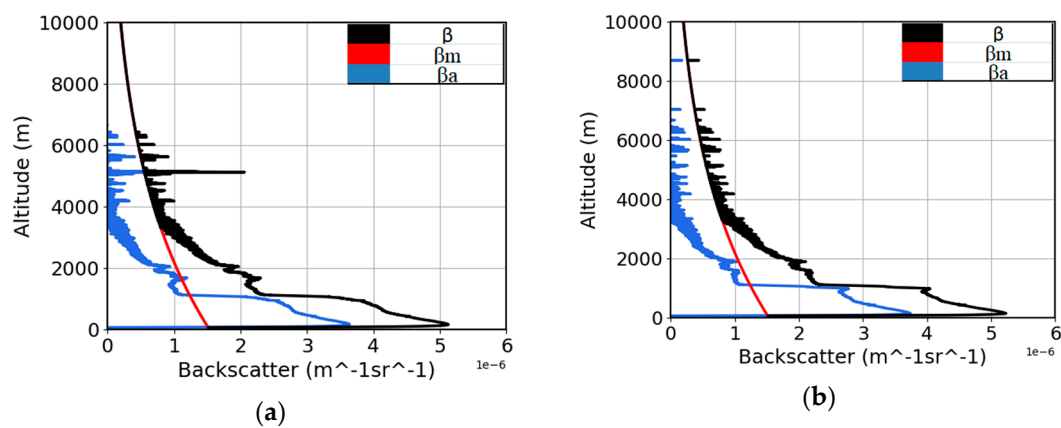 10000
8000
6000
4000
2000
0
Altitude (m)
β
βm
βa
0 1 2 3 4 5 6
1e-6
Backscatter (m^-1sr^-1)
(a)
10000
8000
6000
4000
2000
0
Altitude (m)
β
βm
βa
0 1 2 3 4 5 6
1e-6
Backscatter (m^-1sr^-1)
(b)